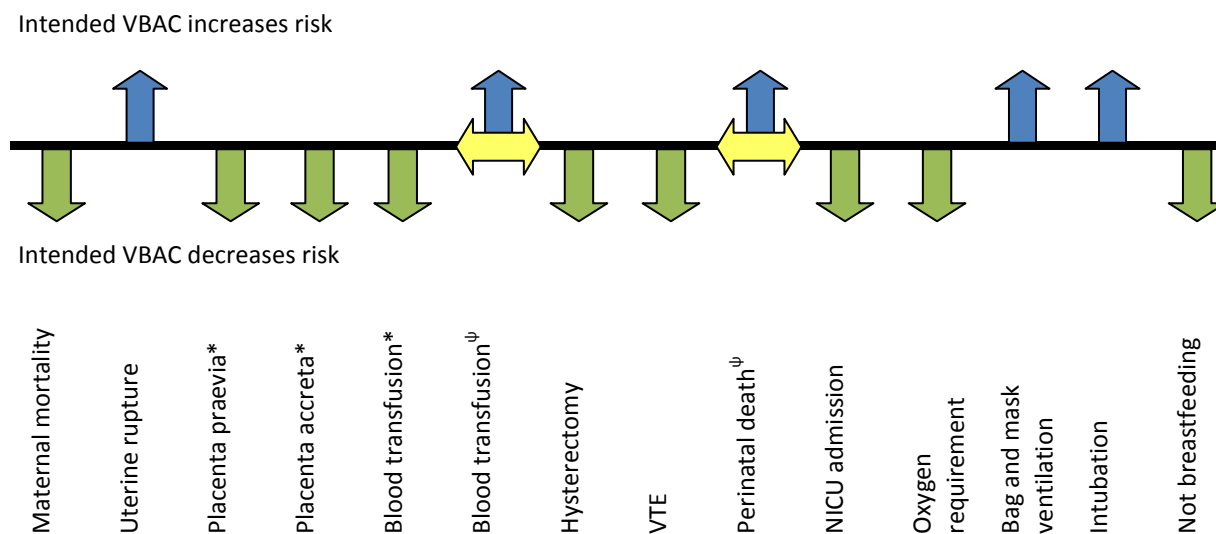 Intended VBAC increases risk
Intended VBAC decreases risk
Maternal mortality
Uterine rupture
Placenta praevia*
Placenta accreta*
Blood transfusion*
Blood transfusionᴪ
Hysterectomy
VTE
Perinatal deathᴪ
NICU admission
Oxygen
requirement
Bag and mask
ventilation
Intubation
Not breastfeeding